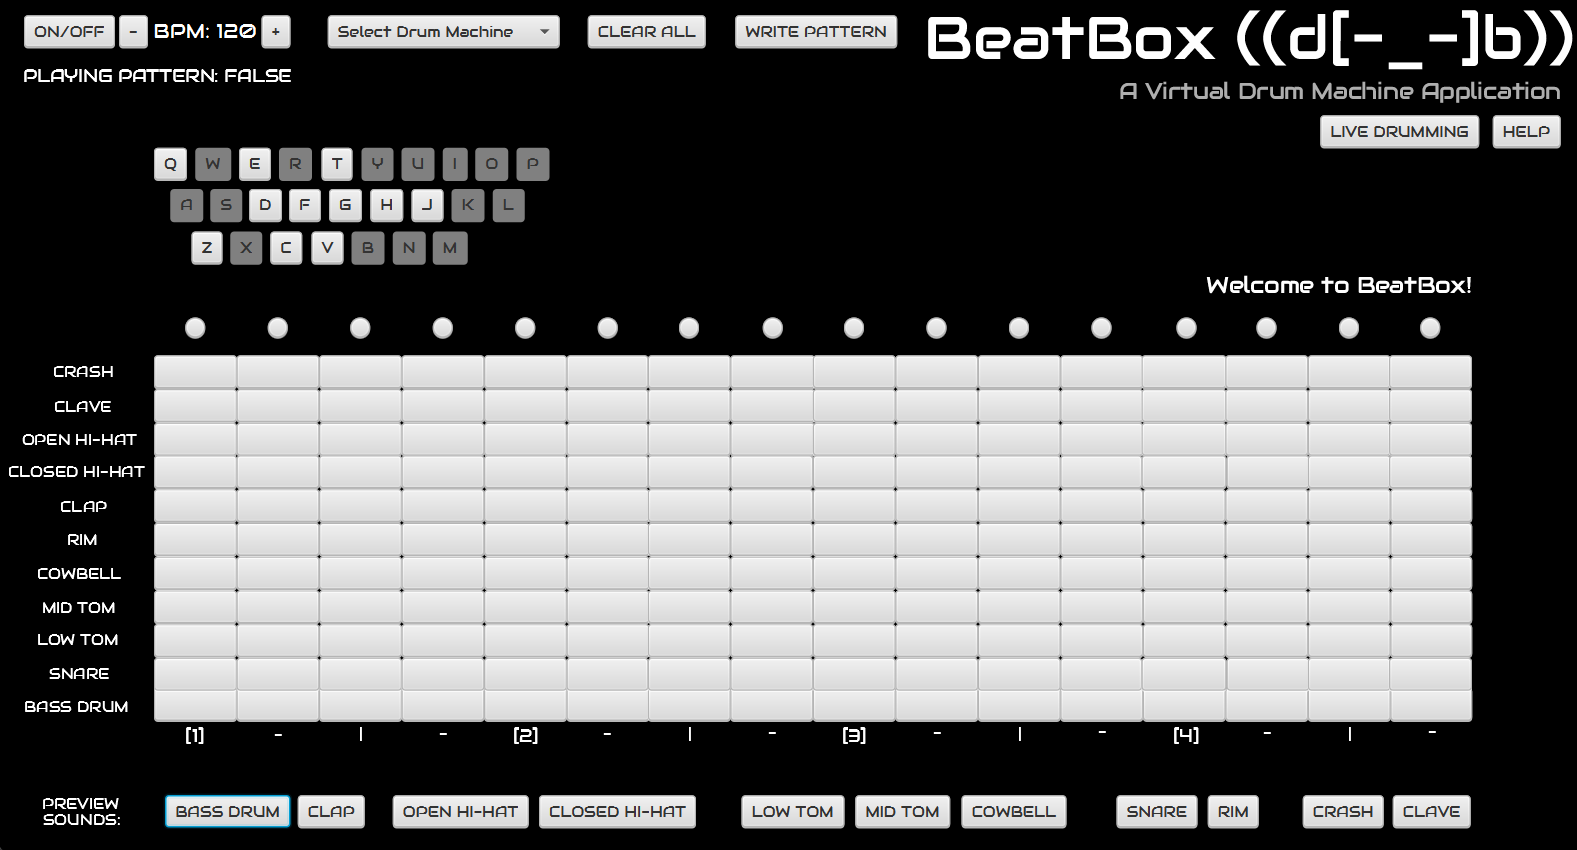 ON/OFF - BPM: 120 + Select Drum Machine CLEAR ALL WRITE PATTERN BeatBox ((d[-_-]b))
PLAYING PATTERN: FALSE
A Virtual Drum Machine Application
LIVE DRUMMING HELP
Q W E R T Y U I O P
A S D F G H J K L
Z X C V B N M
Welcome to BeatBox!
CRASH
CLAVE
OPEN HI-HAT
CLOSED HI-HAT
CLAP
RIM
COWBELL
MID TOM
LOW TOM
SNARE
BASS DRUM
[1] - | - [2] - | - [3] - | - [4] - | -
PREVIEW
SOUNDS:
BASS DRUM CLAP OPEN HI-HAT CLOSED HI-HAT LOW TOM MID TOM COWBELL SNARE RIM CRASH CLAVE